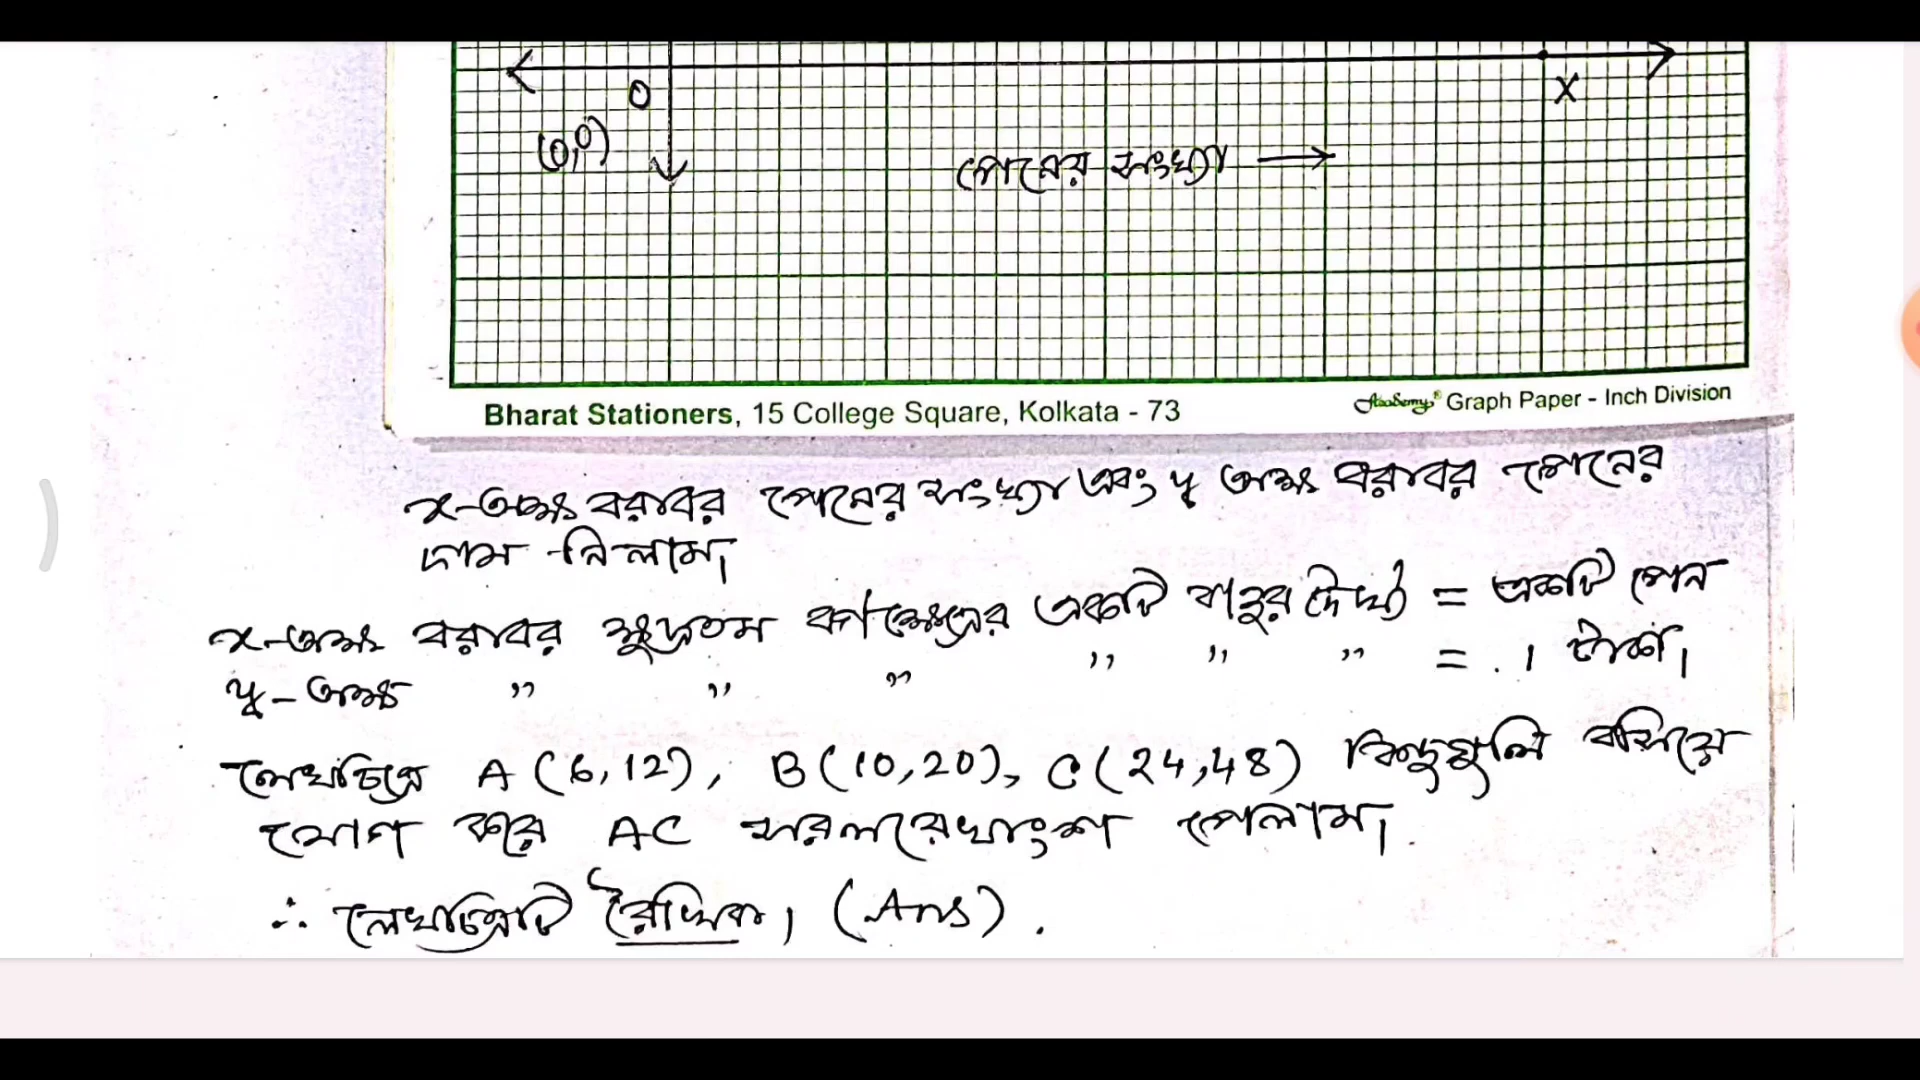 O
X
(0,0)
পেনের সংখ্যা →
Bharat Stationers, 15 College Square, Kolkata - 73
Academy® Graph Paper - Inch Division
x-অক্ষ বরাবর পেনের সংখ্যা এবং y অক্ষ বরাবর পেনের
দাম নিলাম।
x-অক্ষ বরাবর ক্ষুদ্রতম বর্গক্ষেত্রের একটি বাহুর দৈর্ঘ্য = একটি পেন
y-অক্ষ " " " " " " = . 1 টাকা।
লেখচিত্রে A (6,12), B (10,20), C (24,48) বিন্দুগুলি বসিয়ে
যোগ করে AC সরলরেখাংশ পেলাম।
∴ লেখচিত্রটি রৈখিক। (Ans).